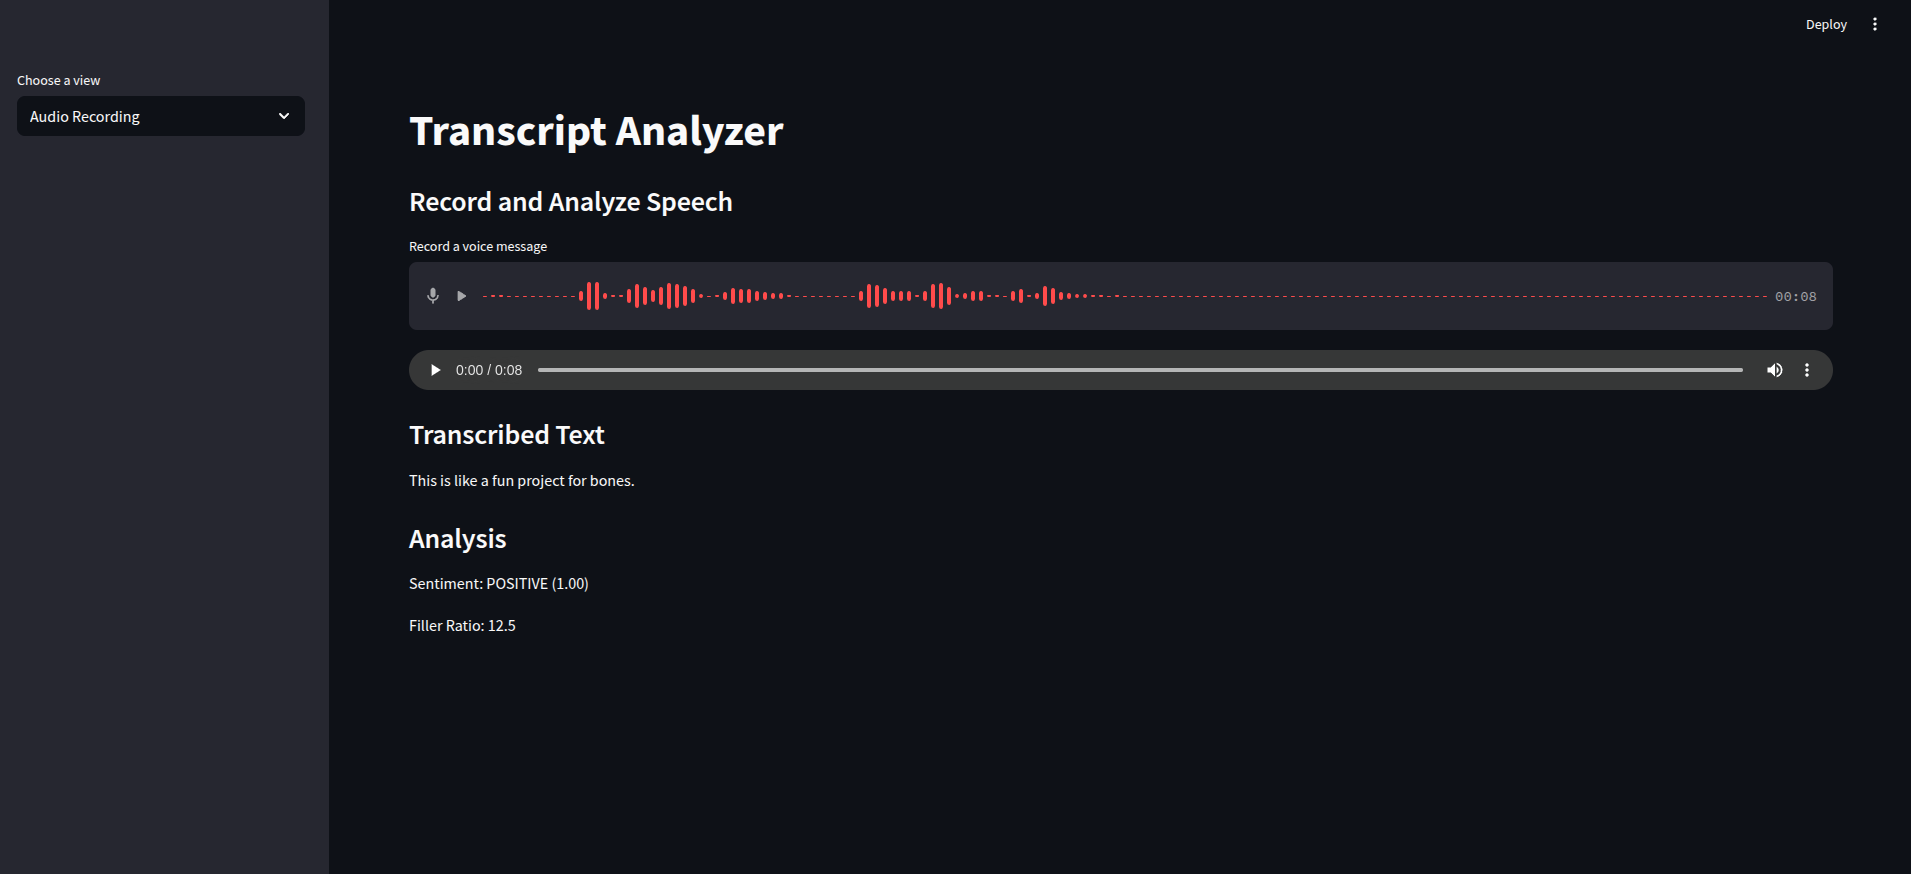 Deploy
Choose a view
Audio Recording
Transcript Analyzer
Record and Analyze Speech
Record a voice message
00:08
0:00 / 0:08
Transcribed Text
This is like a fun project for bones.
Analysis
Sentiment: POSITIVE (1.00)
Filler Ratio: 12.5